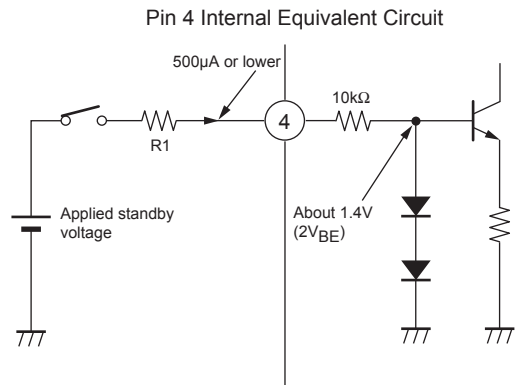 Pin 4 Internal Equivalent Circuit
500µA or lower
10kΩ
4
R1
Applied standby
voltage
About 1.4V
(2VBE)